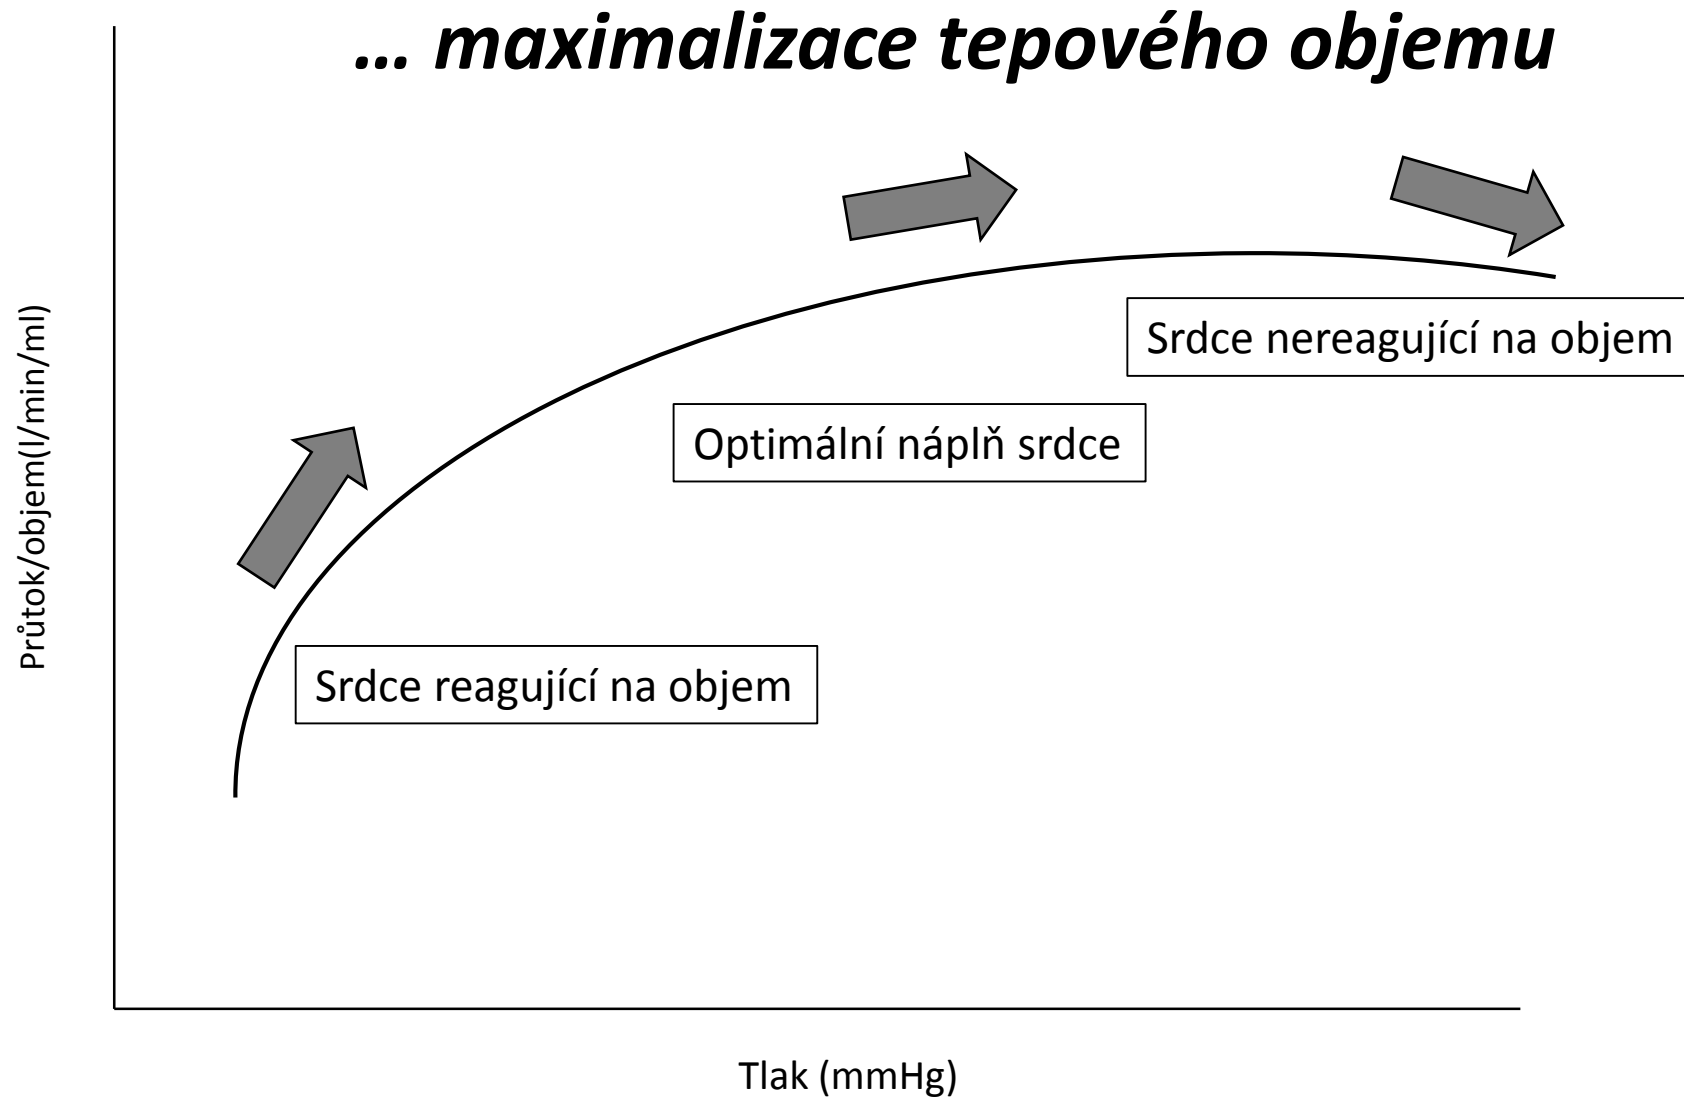 … maximalizace tepového objemu
Průtok/objem(l/min/ml)
Srdce nereagující na objem
Optimální náplň srdce
Srdce reagující na objem
Tlak (mmHg)